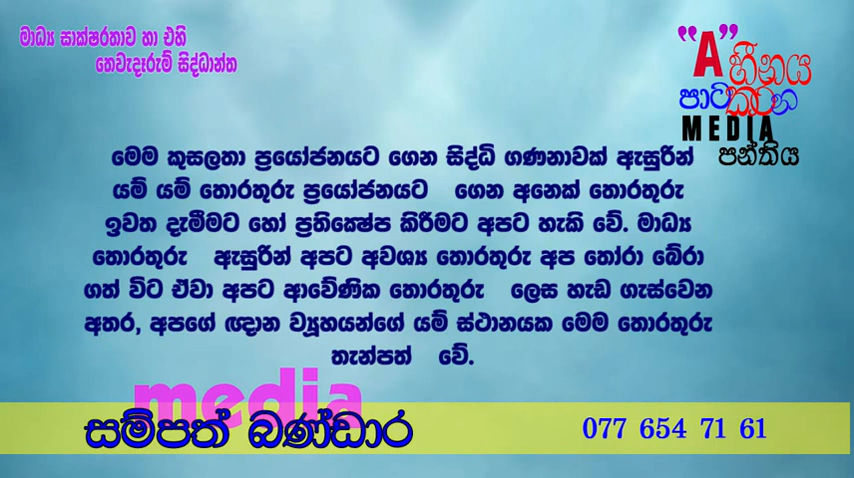 මාධ්‍ය සාක්ෂරතාව හා එහි
තෙවැදෑරුම් සිද්ධාන්ත
"A" හීනය
පාට කරන
MEDIA
පන්තිය
මෙම කුසලතා ප්‍රයෝජනයට ගෙන සිද්ධි ගණනාවක් ඇසුරින්
යම් යම් තොරතුරු ප්‍රයෝජනයට ගෙන අනෙක් තොරතුරු
ඉවත දැමීමට හෝ ප්‍රතික්‍ෂේප කිරීමට අපට හැකි වේ. මාධ්‍ය
තොරතුරු ඇසුරින් අපට අවශ්‍ය තොරතුරු අප තෝරා බේරා
ගත් විට ඒවා අපට ආවේණික තොරතුරු ලෙස හැඩ ගැස්වෙන
අතර, අපගේ ඥාන ව්‍යූහයන්ගේ යම් ස්ථානයක මෙම තොරතුරු
තැන්පත් වේ.
media
සම්පත් බණ්ඩාර
077 654 71 61